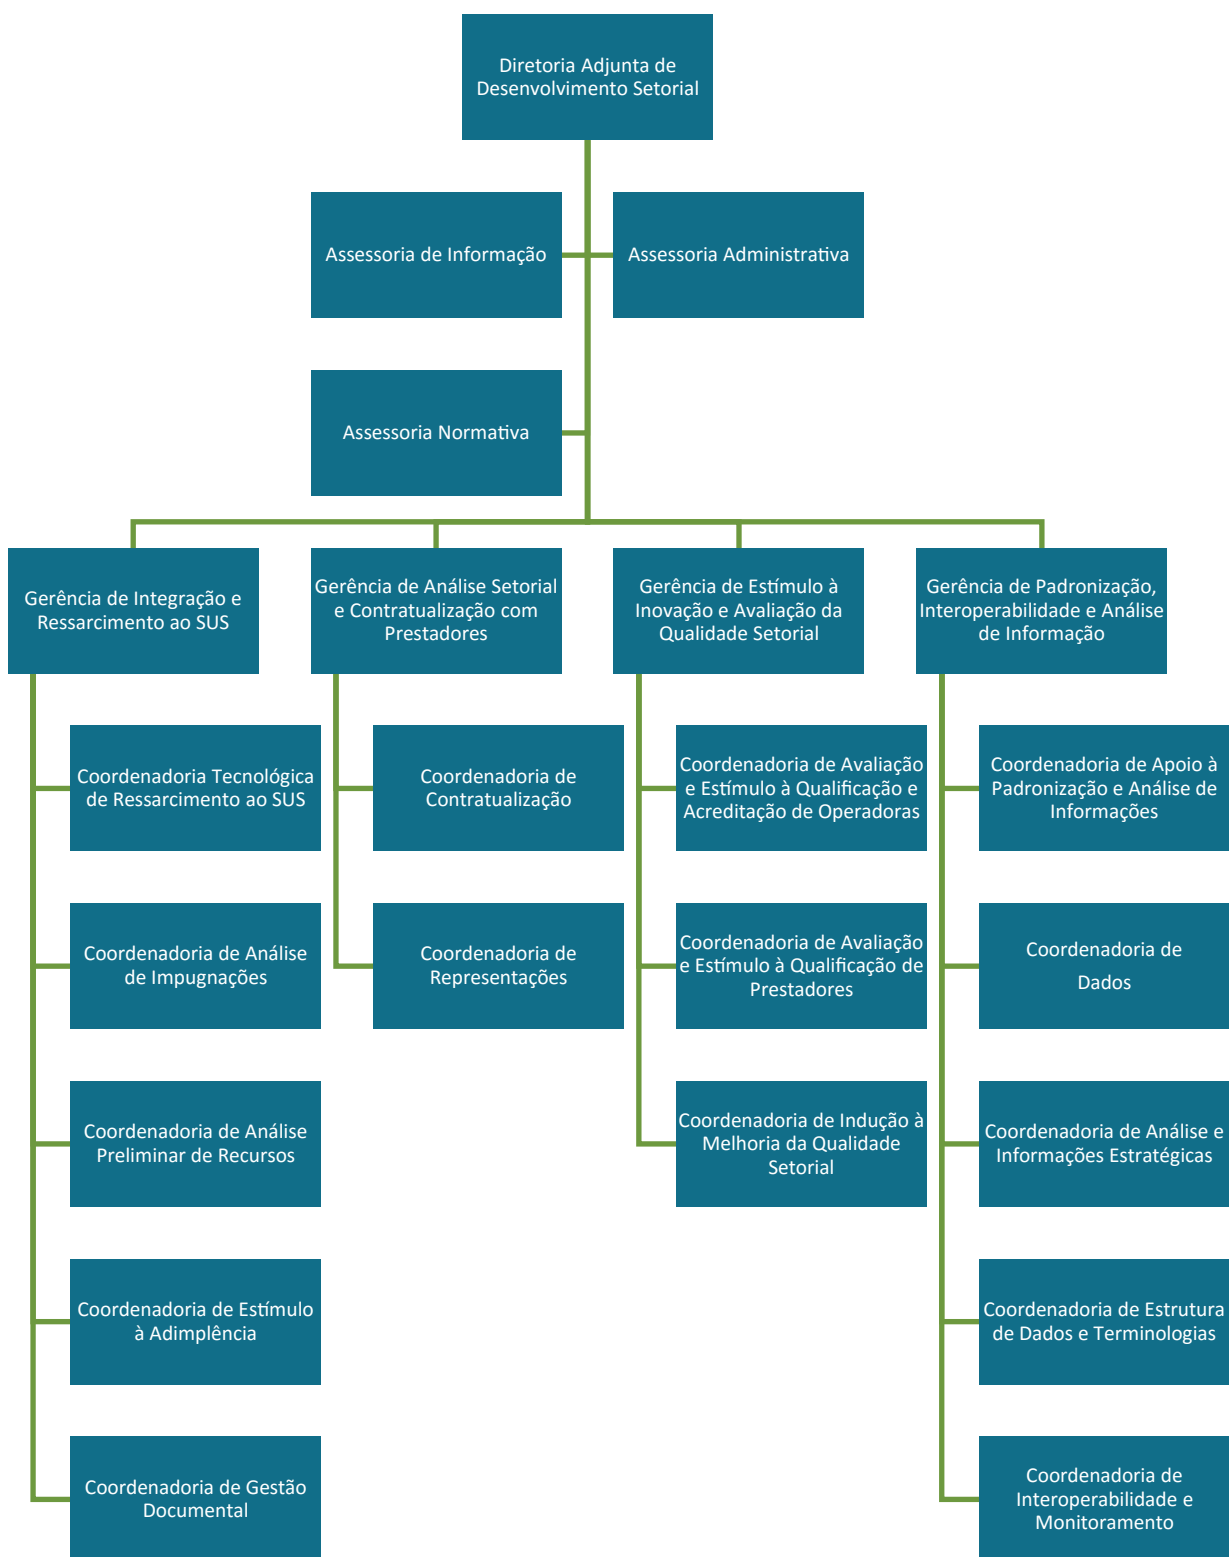 Diretoria Adjunta de
Desenvolvimento Setorial
Assessoria de Informação
Assessoria Administrativa
Assessoria Normativa
Gerência de Integração e
Ressarcimento ao SUS
Gerência de Análise Setorial
e Contratualização com
Prestadores
Gerência de Estímulo à
Inovação e Avaliação da
Qualidade Setorial
Gerência de Padronização,
Interoperabilidade e Análise
de Informação
Coordenadoria Tecnológica
de Ressarcimento ao SUS
Coordenadoria de
Contratualização
Coordenadoria de Avaliação
e Estímulo à Qualificação e
Acreditação de Operadoras
Coordenadoria de Apoio à
Padronização e Análise de
Informações
Coordenadoria de Análise
de Impugnações
Coordenadoria de
Representações
Coordenadoria de Avaliação
e Estímulo à Qualificação de
Prestadores
Coordenadoria de
Dados
Coordenadoria de Análise
Preliminar de Recursos
Coordenadoria de Indução à
Melhoria da Qualidade
Setorial
Coordenadoria de Análise e
Informações Estratégicas
Coordenadoria de Estímulo
à Adimplência
Coordenadoria de Estrutura
de Dados e Terminologias
Coordenadoria de Gestão
Documental
Coordenadoria de
Interoperabilidade e
Monitoramento